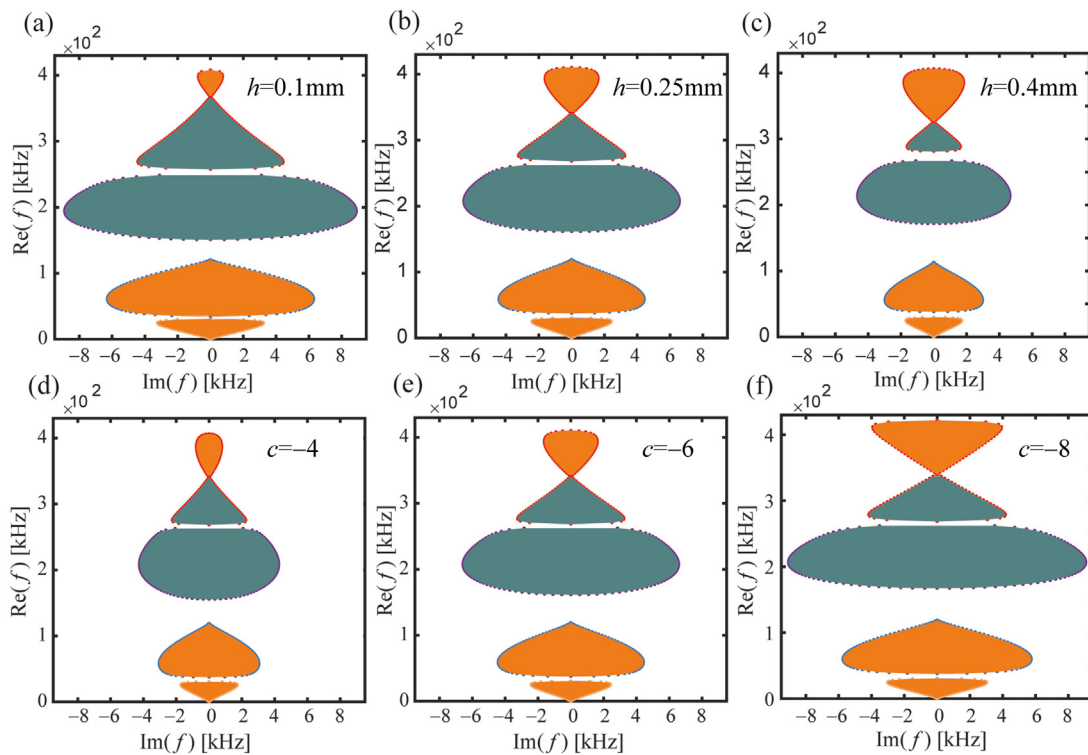 (a)
×10²
h=0.1mm
Re(f) [kHz]
4
3
2
1
0
−8 −6 −4 −2 0 2 4 6 8
Im(f) [kHz]
(b)
×10²
h=0.25mm
Re(f) [kHz]
4
3
2
1
0
−8 −6 −4 −2 0 2 4 6 8
Im(f) [kHz]
(c)
×10²
h=0.4mm
Re(f) [kHz]
4
3
2
1
0
−8 −6 −4 −2 0 2 4 6 8
Im(f) [kHz]
(d)
×10²
c=−4
Re(f) [kHz]
4
3
2
1
0
−8 −6 −4 −2 0 2 4 6 8
Im(f) [kHz]
(e)
×10²
c=−6
Re(f) [kHz]
4
3
2
1
0
−8 −6 −4 −2 0 2 4 6 8
Im(f) [kHz]
(f)
×10²
c=−8
Re(f) [kHz]
4
3
2
1
0
−8 −6 −4 −2 0 2 4 6 8
Im(f) [kHz]